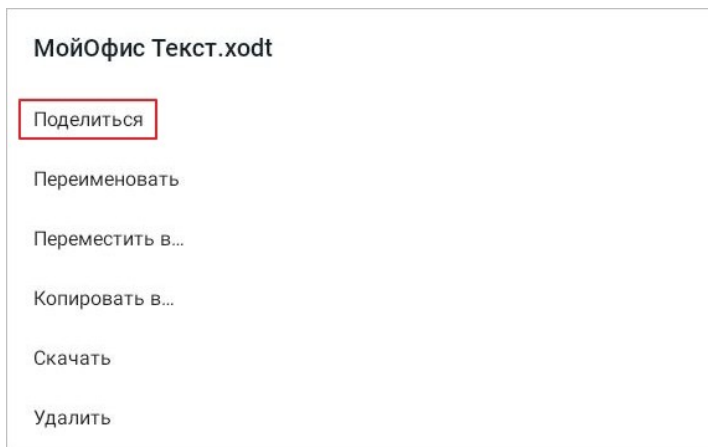 МойОфис Текст.xodt
Поделиться
Переименовать
Переместить в...
Копировать в...
Скачать
Удалить